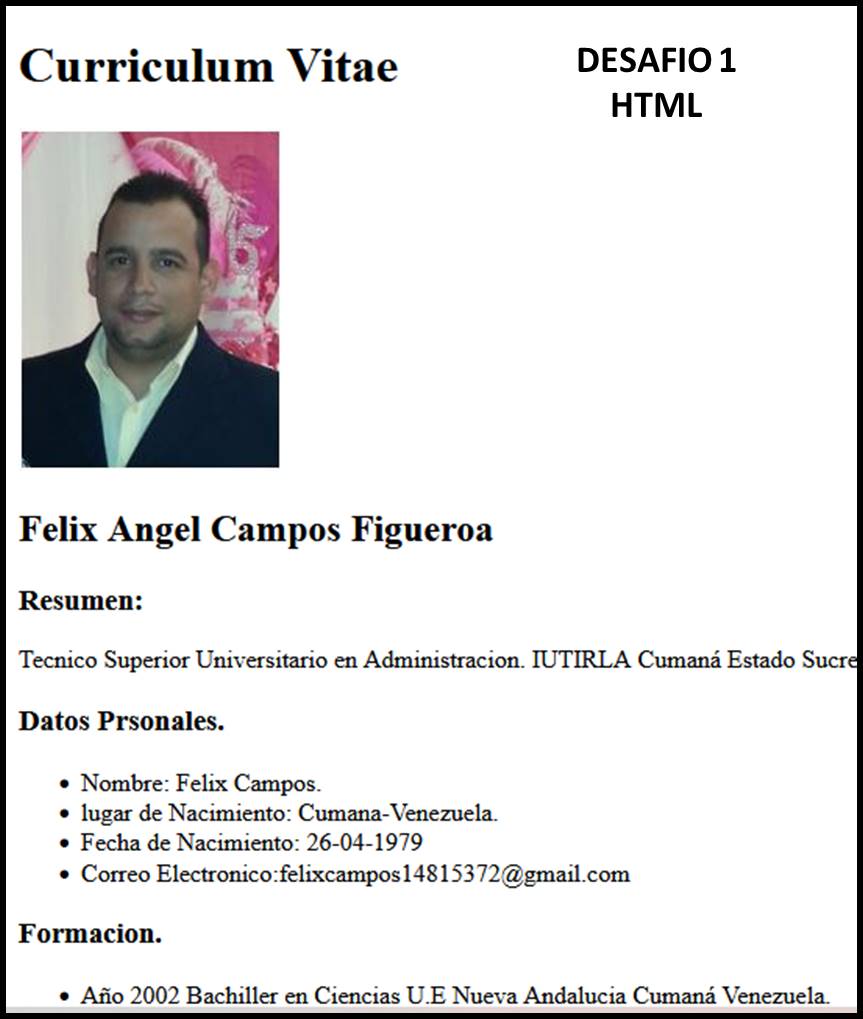 Curriculum Vitae
DESAFIO 1
HTML
15
Felix Angel Campos Figueroa
Resumen:
Tecnico Superior Universitario en Administracion. IUTIRLA Cumaná Estado Sucre
Datos Prsonales.
• Nombre: Felix Campos.
• lugar de Nacimiento: Cumana-Venezuela.
• Fecha de Nacimiento: 26-04-1979
• Correo Electronico:felixcampos14815372@gmail.com
Formacion.
• Año 2002 Bachiller en Ciencias U.E Nueva Andalucia Cumaná Venezuela.